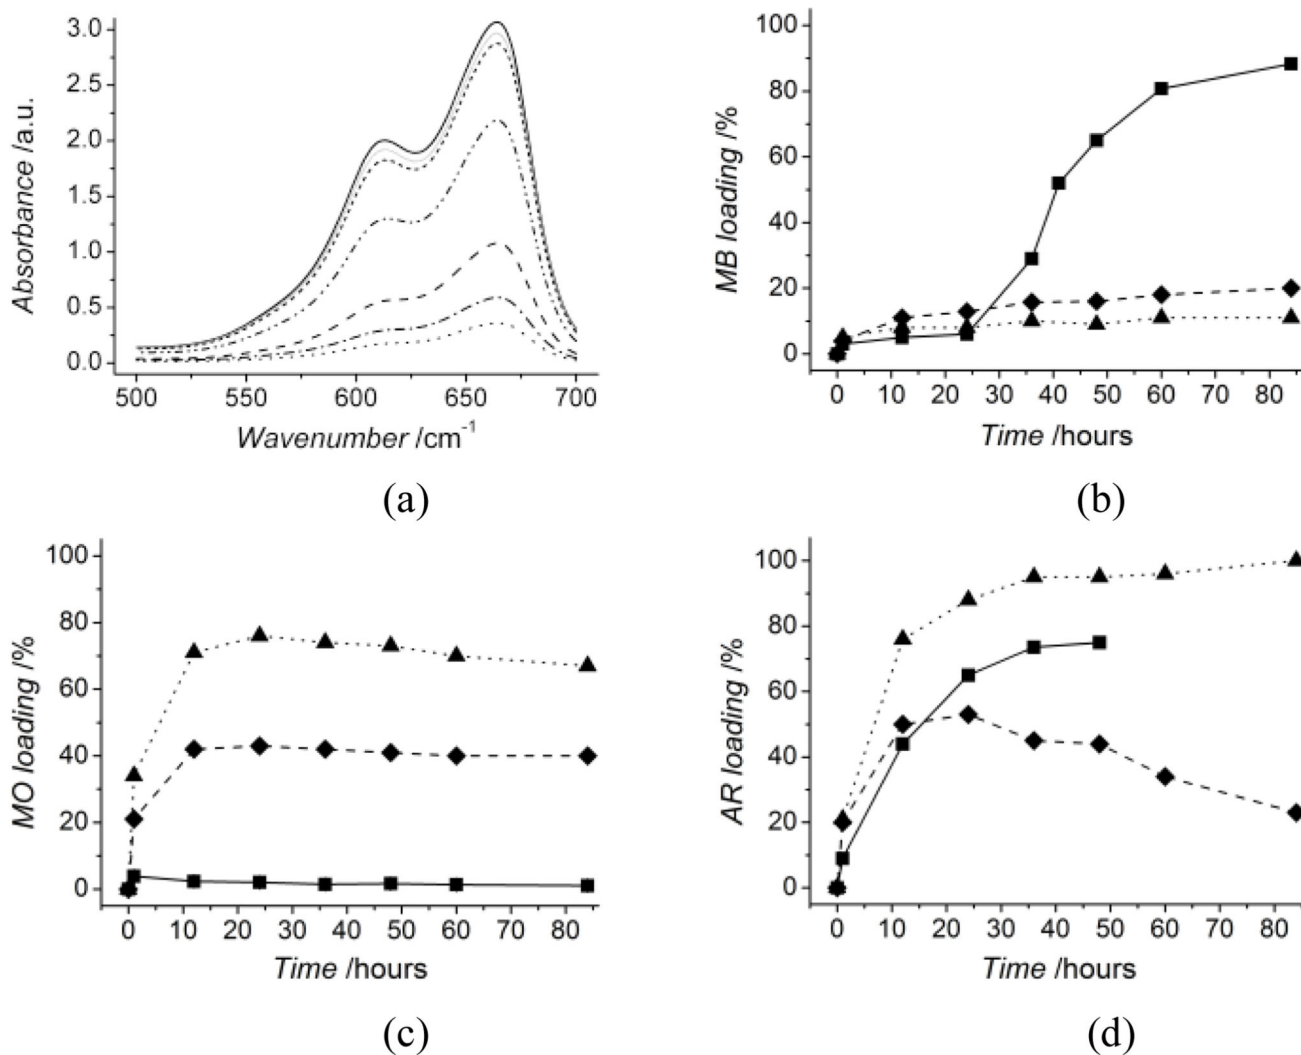 3.0
2.5
2.0
1.5
1.0
0.5
0.0
Absorbance /a.u.
500 550 600 650 700
Wavenumber /cm⁻¹
(a)
100
80
60
40
20
0
MB loading /%
0 10 20 30 40 50 60 70 80
Time /hours
(b)
100
80
60
40
20
0
MO loading /%
0 10 20 30 40 50 60 70 80
Time /hours
(c)
100
80
60
40
20
0
AR loading /%
0 10 20 30 40 50 60 70 80
Time /hours
(d)